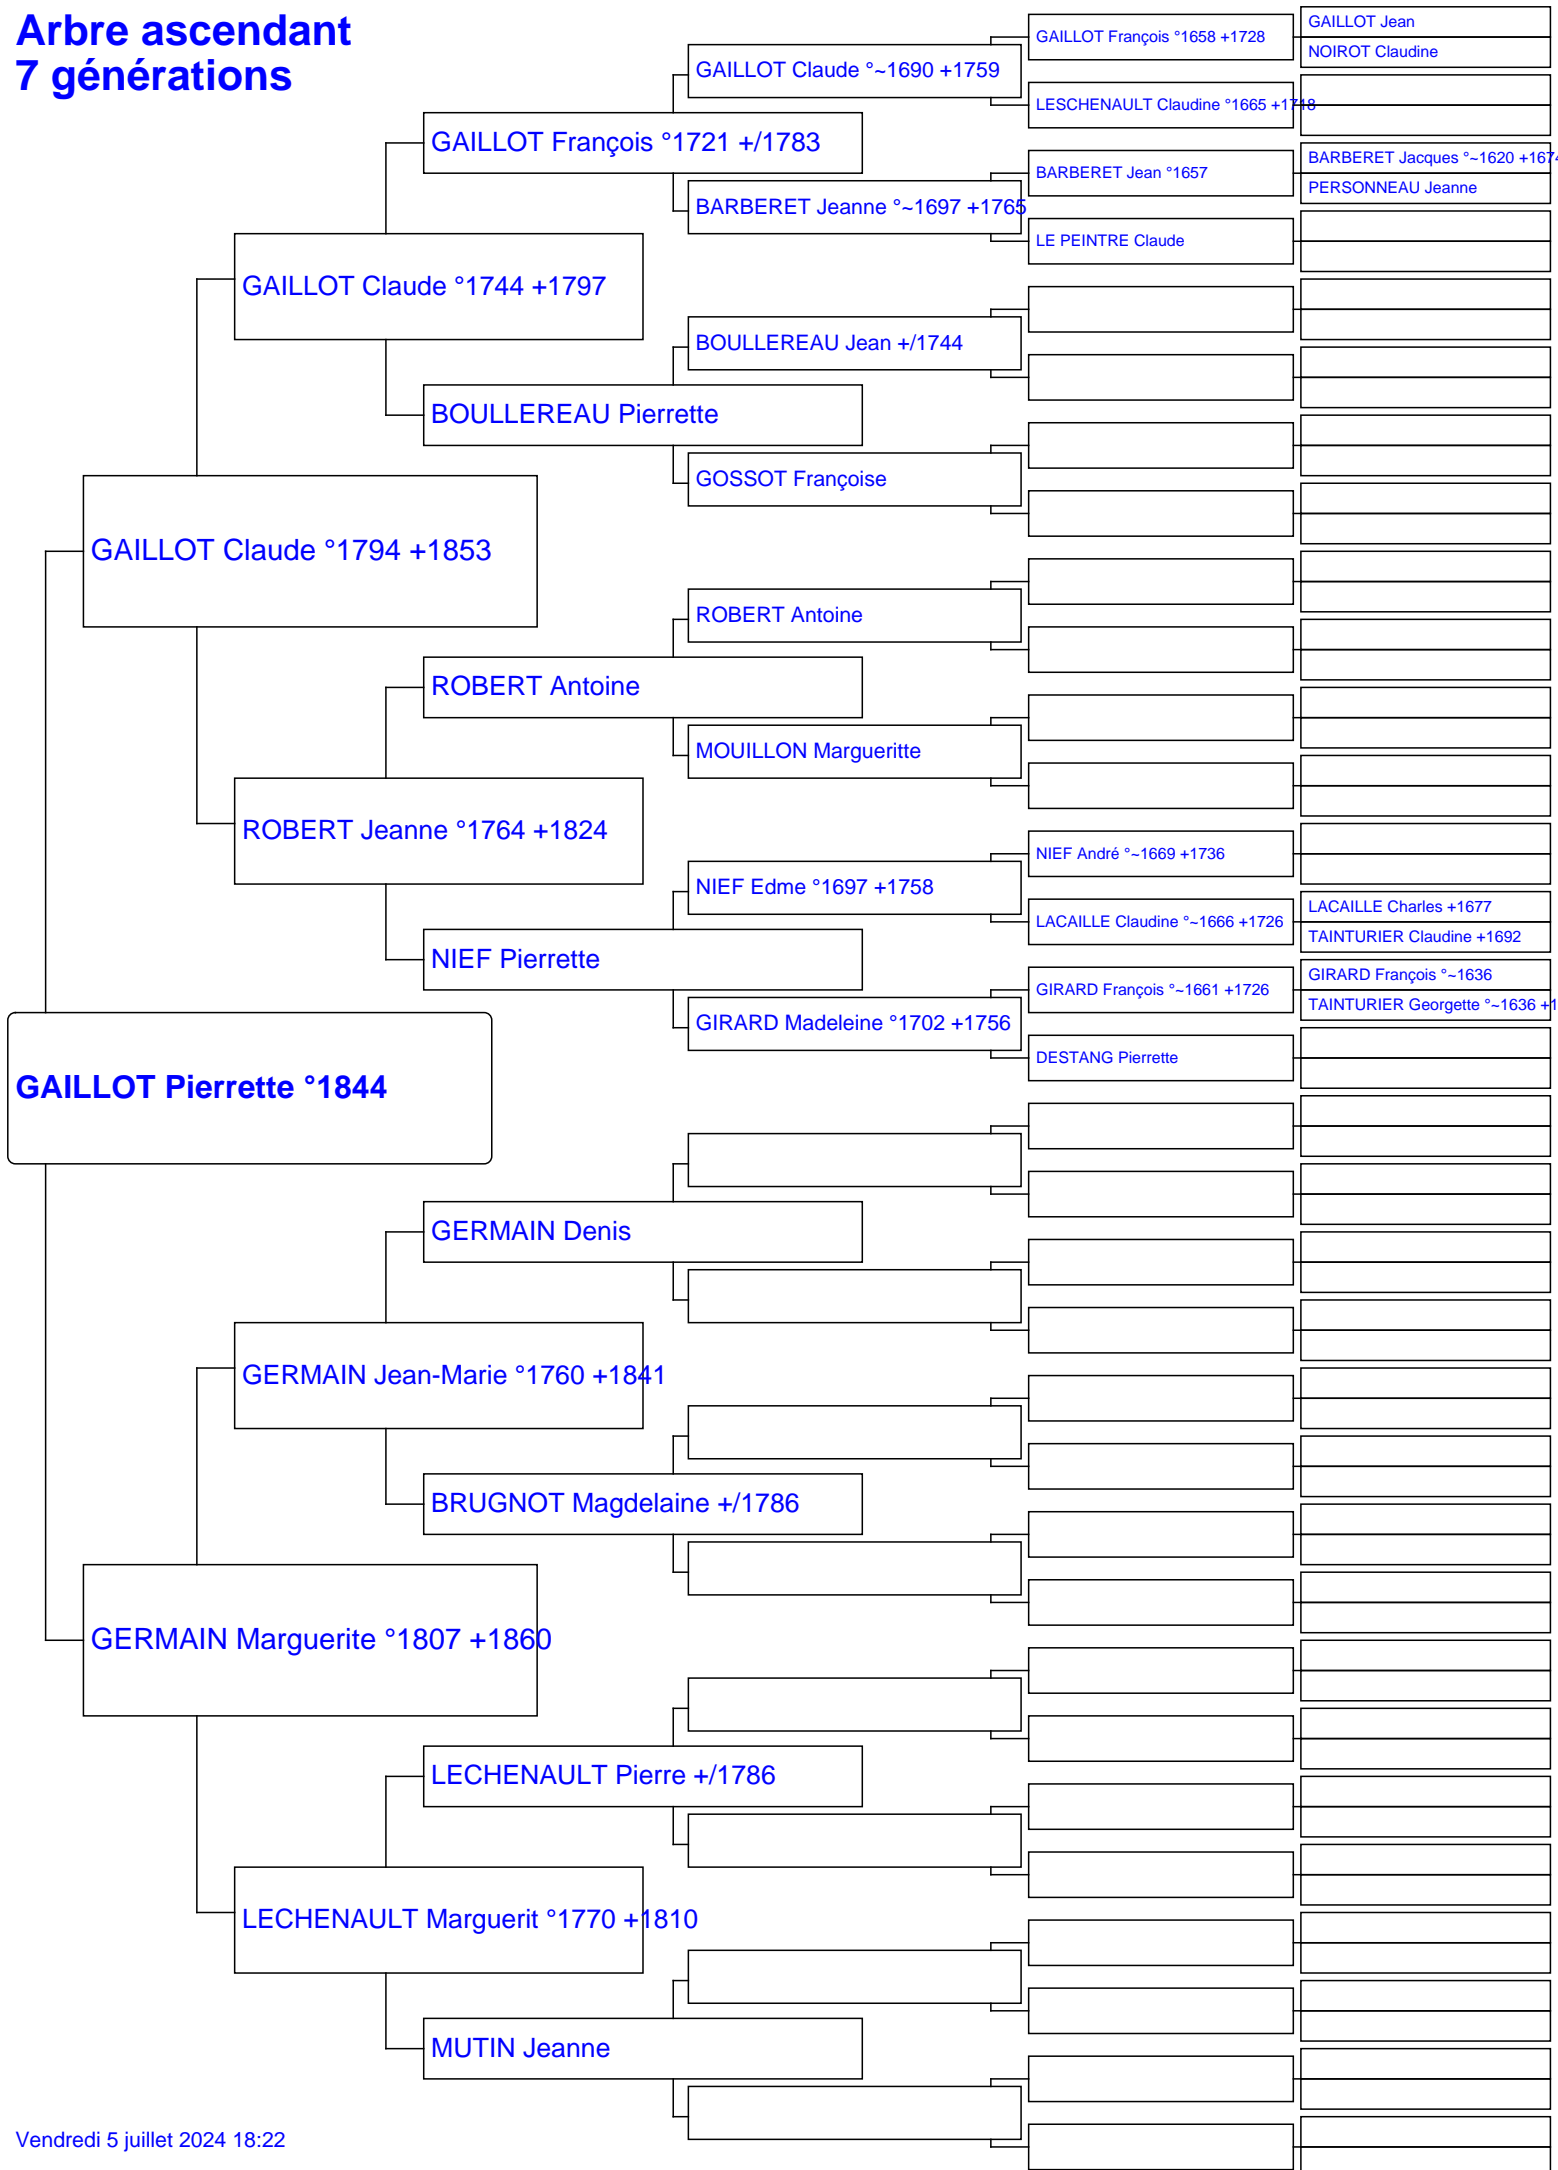 Arbre ascendant
7 générations
GAILLOT Pierrette °1844
GAILLOT Claude °1794 +1853
GERMAIN Marguerite °1807 +1860
GAILLOT Claude °1744 +1797
ROBERT Jeanne °1764 +1824
GERMAIN Jean-Marie °1760 +1841
LECHENAULT Marguerit °1770 +1810
GAILLOT François °1721 +/1783
BOULLEREAU Pierrette
ROBERT Antoine
NIEF Pierrette
GERMAIN Denis
BRUGNOT Magdelaine +/1786
LECHENAULT Pierre +/1786
MUTIN Jeanne
GAILLOT Claude °~1690 +1759
BARBERET Jeanne °~1697 +1765
BOULLEREAU Jean +/1744
GOSSOT Françoise
ROBERT Antoine
MOUILLON Margueritte
NIEF Edme °1697 +1758
GIRARD Madeleine °1702 +1756
GAILLOT François °1658 +1728
LESCHENAULT Claudine °1665 +1718
BARBERET Jean °1657
LE PEINTRE Claude
NIEF André °~1669 +1736
LACAILLE Claudine °~1666 +1726
GIRARD François °~1661 +1726
DESTANG Pierrette
GAILLOT Jean
NOIROT Claudine
BARBERET Jacques °~1620 +1674
PERSONNEAU Jeanne
LACAILLE Charles +1677
TAINTURIER Claudine +1692
GIRARD François °~1636
TAINTURIER Georgette °~1636 +1
Vendredi 5 juillet 2024 18:22